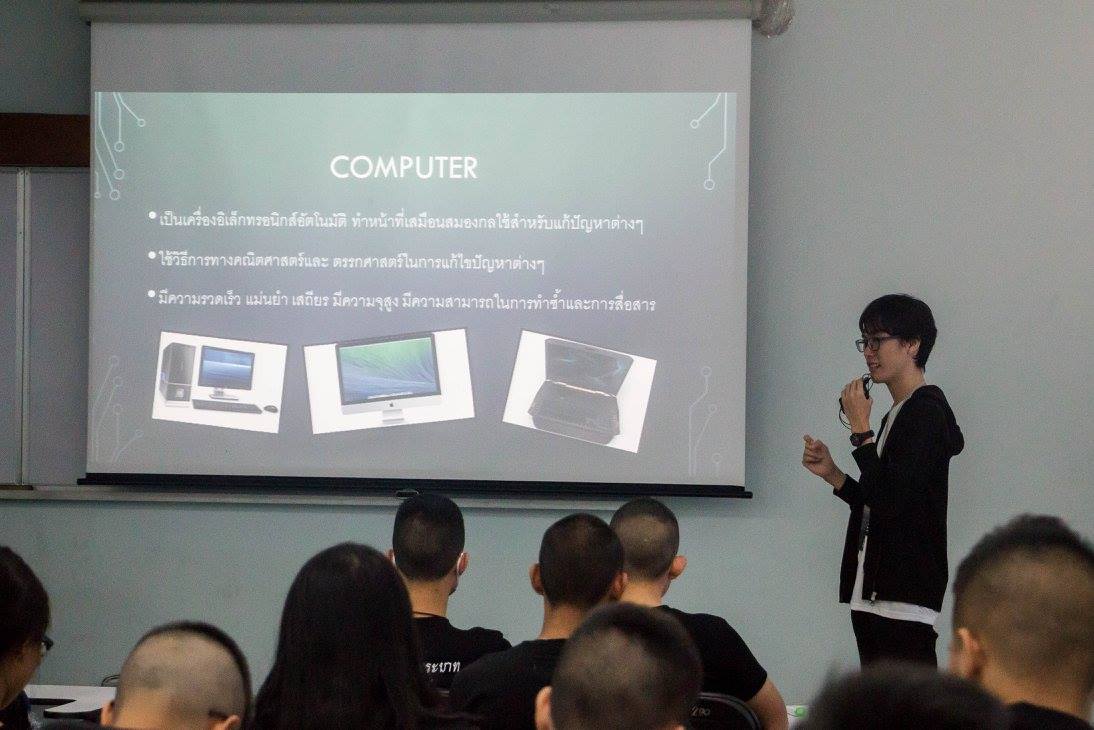 COMPUTER
• เป็นเครื่องอิเล็กทรอนิกส์อัตโนมัติ ทำหน้าที่เสมือนสมองกลใช้สำหรับแก้ปัญหาต่างๆ
• ใช้วิธีการทางคณิตศาสตร์และ ตรรกศาสตร์ในการแก้ไขปัญหาต่างๆ
• มีความรวดเร็ว แม่นยำ เสถียร มีความจุสูง มีความสามารถในการทำซ้ำและการสื่อสาร
ระบาท
290